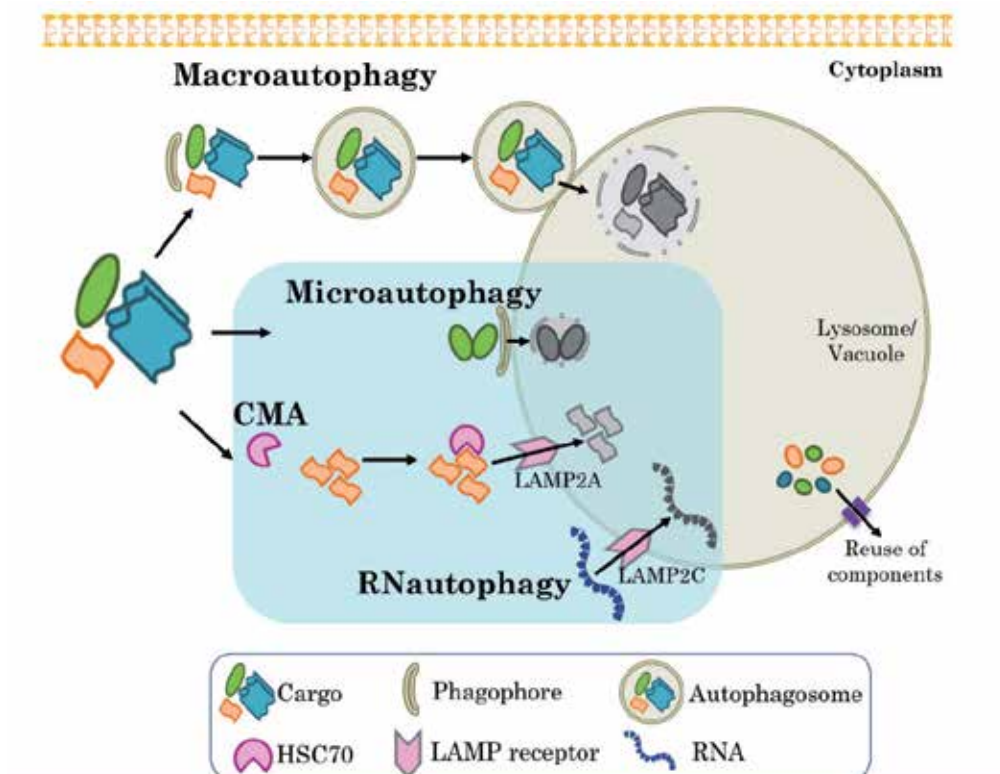 Macroautophagy
Cytoplasm
Microautophagy
Lysosome/
Vacuole
CMA
LAMP2A
RNautophagy
LAMP2C
Reuse of
components
Cargo
Phagophore
Autophagosome
HSC70
LAMP receptor
RNA